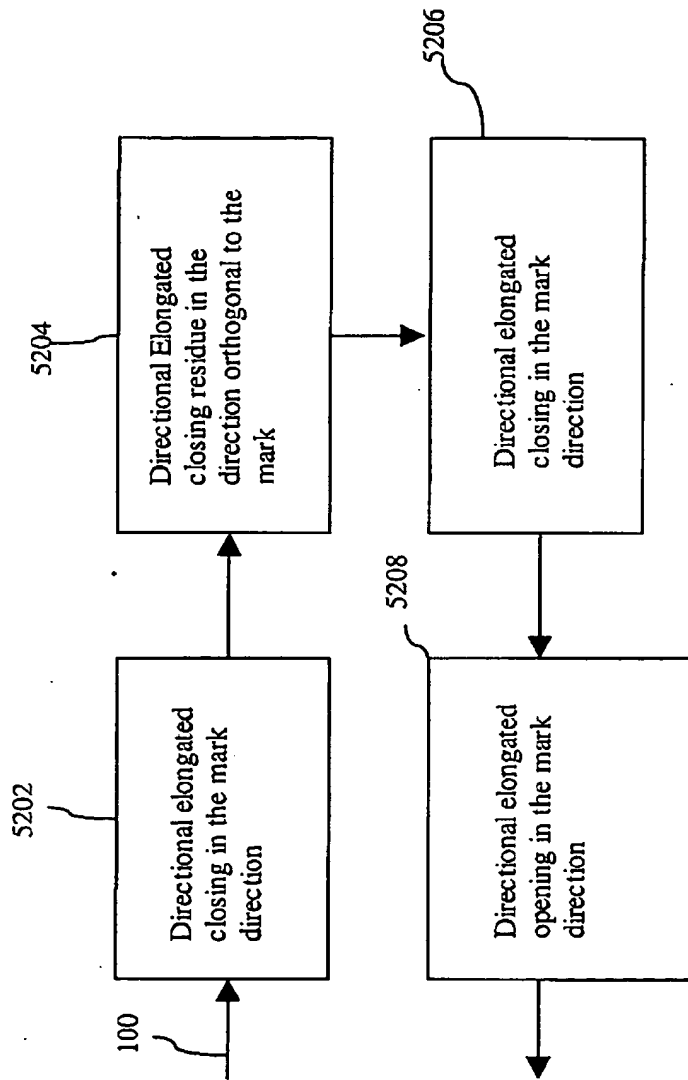 100
5202
Directional elongated
closing in the mark
direction
5204
Directional Elongated
closing residue in the
direction orthogonal to the
mark
5206
Directional elongated
closing in the mark
direction
5208
Directional elongated
opening in the mark
direction